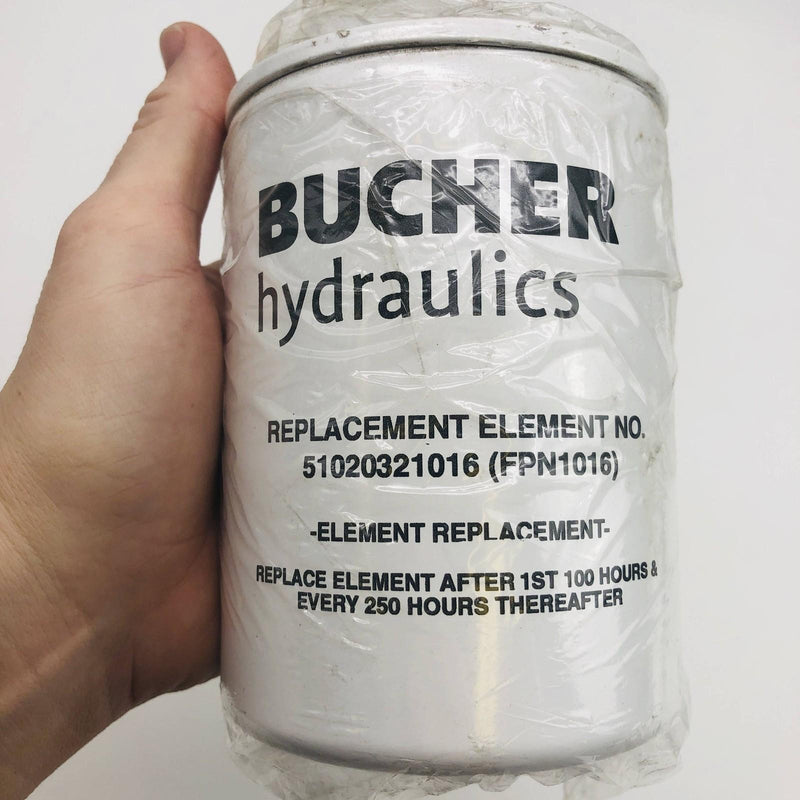 BUCHER
hydraulics
REPLACEMENT ELEMENT NO.
51020321016 (FPN1016)
-ELEMENT REPLACEMENT-
REPLACE ELEMENT AFTER 1ST 100 HOURS &
EVERY 250 HOURS THEREAFTER